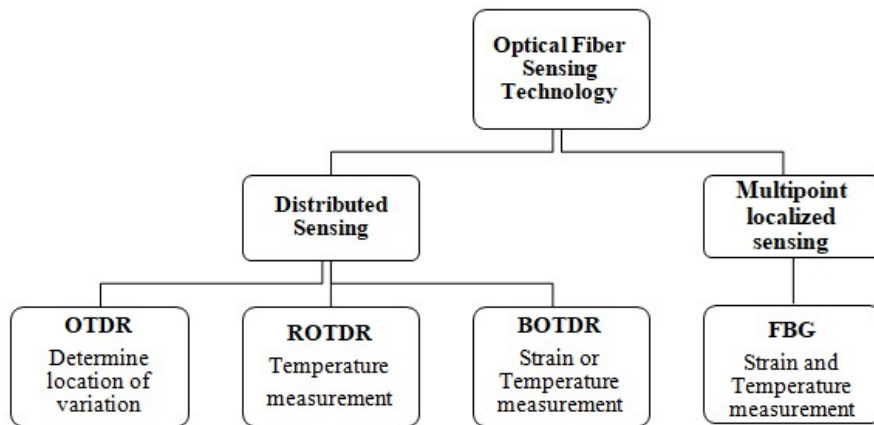 Optical Fiber
Sensing
Technology
Distributed
Sensing
Multipoint
localized
sensing
OTDR
Determine
location of
variation
ROTDR
Temperature
measurement
BOTDR
Strain or
Temperature
measurement
FBG
Strain and
Temperature
measurement